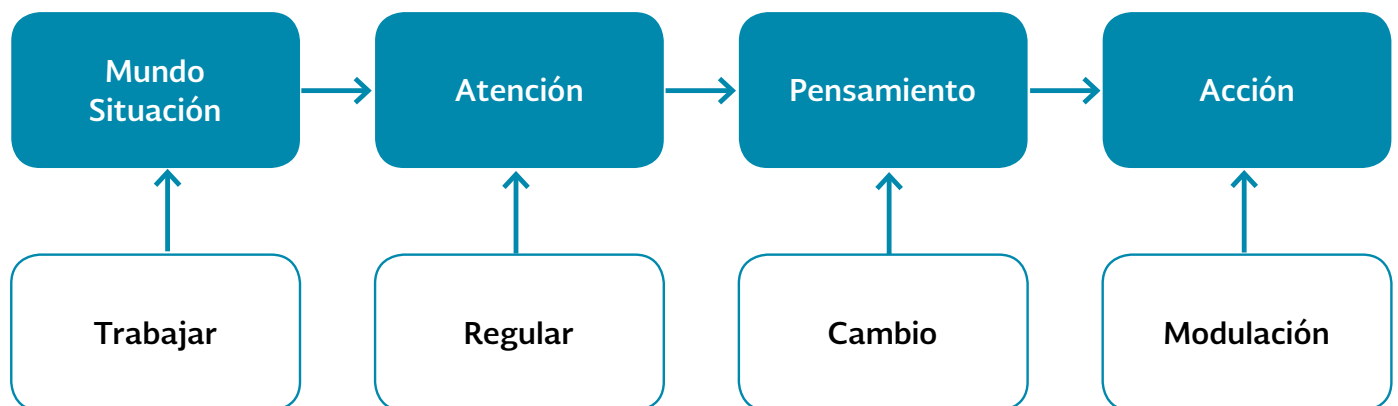 Mundo
Situación
Atención
Pensamiento
Acción
Trabajar
Regular
Cambio
Modulación